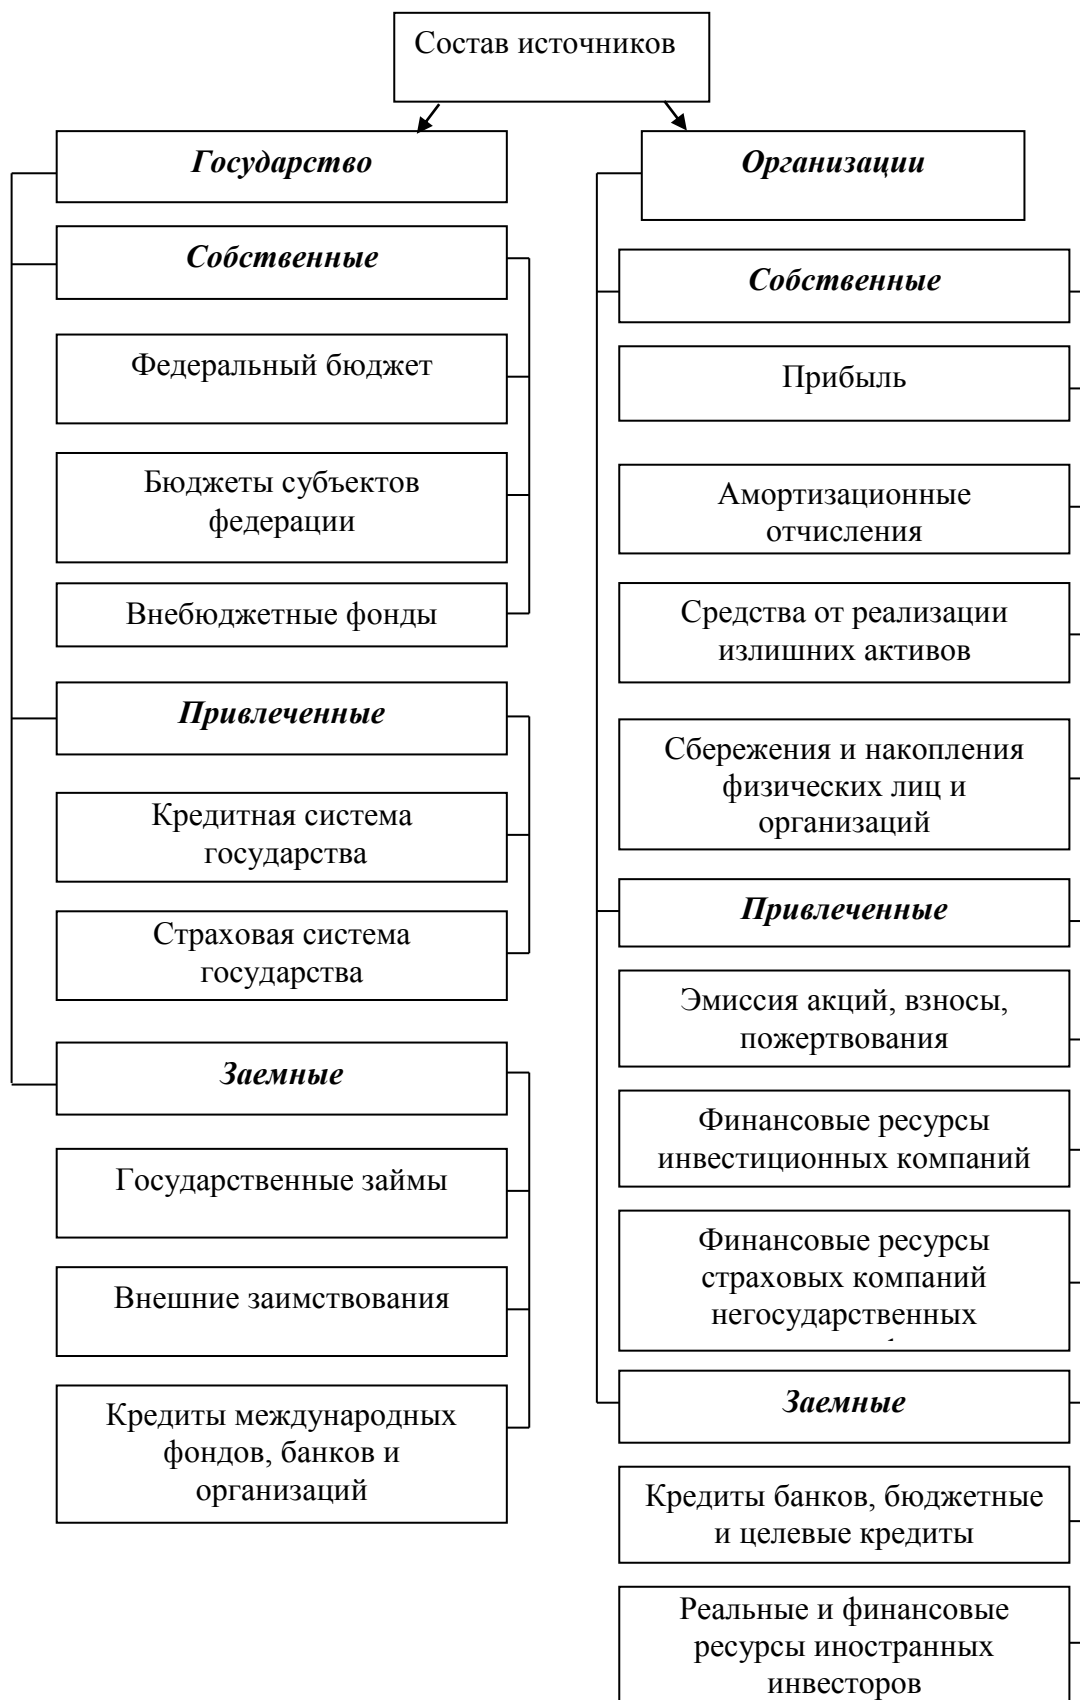 Состав источников
Государство
Собственные
Федеральный бюджет
Бюджеты субъектов
федерации
Внебюджетные фонды
Привлеченные
Кредитная система
государства
Страховая система
государства
Заемные
Государственные займы
Внешние заимствования
Кредиты международных
фондов, банков и
организаций
Организации
Собственные
Прибыль
Амортизационные
отчисления
Средства от реализации
излишних активов
Сбережения и накопления
физических лиц и
организаций
Привлеченные
Эмиссия акций, взносы,
пожертвования
Финансовые ресурсы
инвестиционных компаний
Финансовые ресурсы
страховых компаний
негосударственных
Заемные
Кредиты банков, бюджетные
и целевые кредиты
Реальные и финансовые
ресурсы иностранных
инвесторов